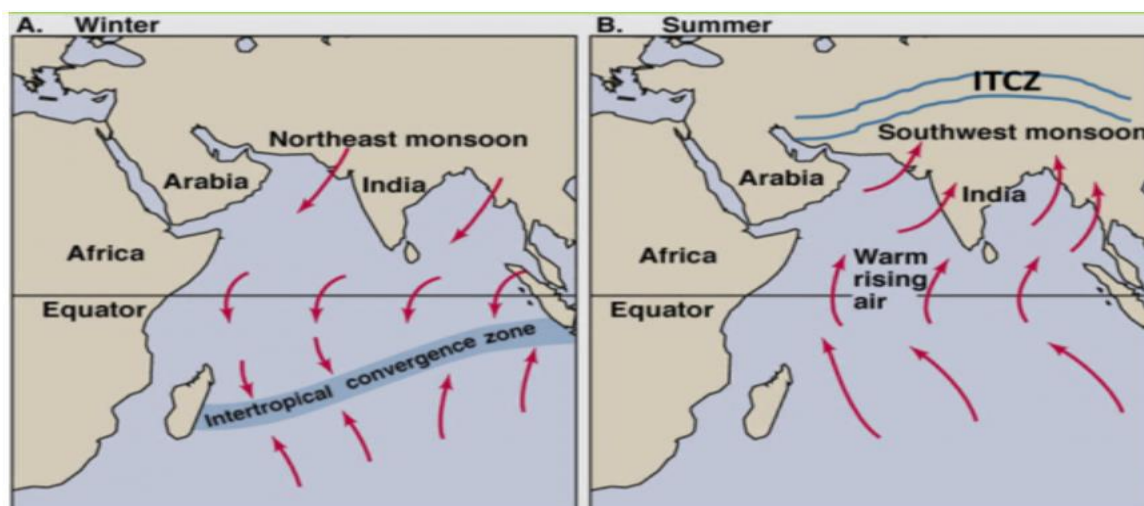 A. Winter
Northeast monsoon
Arabia
India
Africa
Equator
Intertropical convergence zone
B. Summer
ITCZ
Southwest monsoon
Arabia
India
Africa
Warm
rising
air
Equator